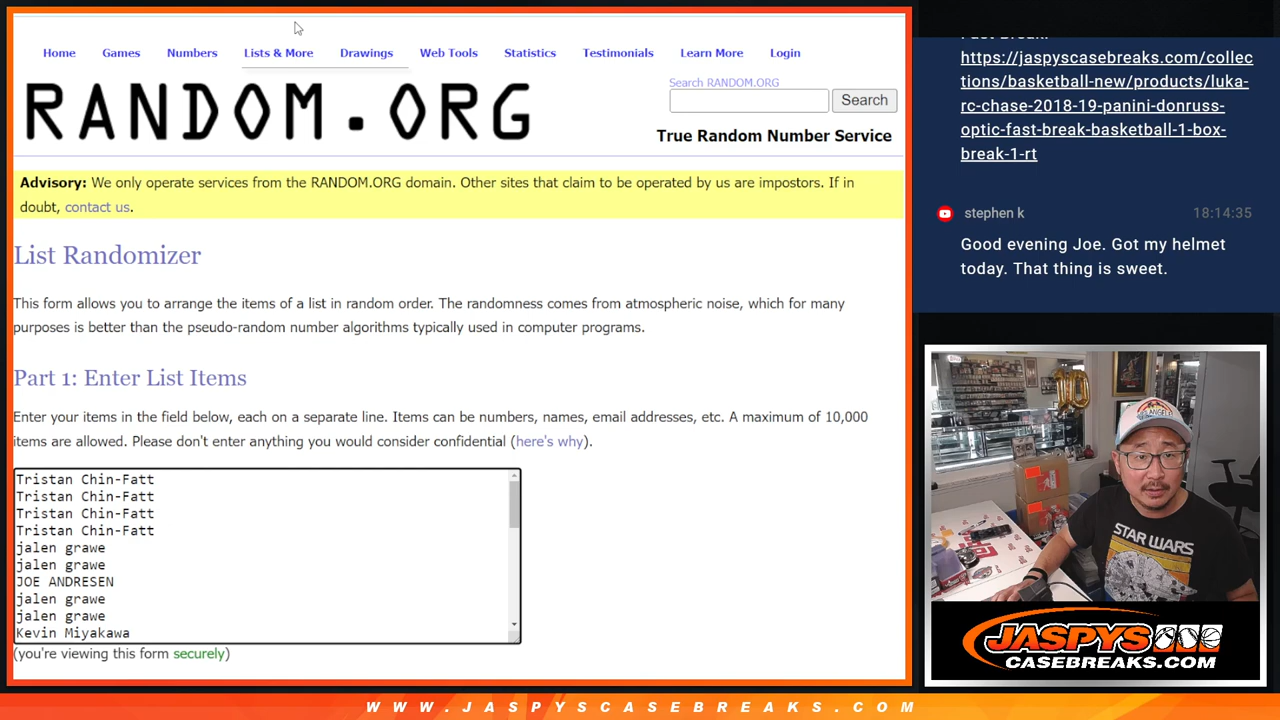 Home Games Numbers Lists & More Drawings Web Tools Statistics Testimonials Learn More Login
RANDOM.ORG
Search RANDOM.ORG
Search
True Random Number Service
Advisory: We only operate services from the RANDOM.ORG domain. Other sites that claim to be operated by us are impostors. If in
doubt, contact us.
List Randomizer
This form allows you to arrange the items of a list in random order. The randomness comes from atmospheric noise, which for many
purposes is better than the pseudo-random number algorithms typically used in computer programs.
Part 1: Enter List Items
Enter your items in the field below, each on a separate line. Items can be numbers, names, email addresses, etc. A maximum of 10,000
items are allowed. Please don't enter anything you would consider confidential (here's why).
Tristan Chin-Fatt
Tristan Chin-Fatt
Tristan Chin-Fatt
Tristan Chin-Fatt
jalen grawe
jalen grawe
JOE ANDRESEN
jalen grawe
jalen grawe
Kevin Miyakawa
(you're viewing this form securely)
https://jaspyscasebreaks.com/collec
tions/basketball-new/products/luka-
rc-chase-2018-19-panini-donruss-
optic-fast-break-basketball-1-box-
break-1-rt
stephen k 18:14:35
Good evening Joe. Got my helmet
today. That thing is sweet.
10
STAR WARS
JASPYS
CASEBREAKS.COM
WWW.JASPYSCASEBREAKS.COM